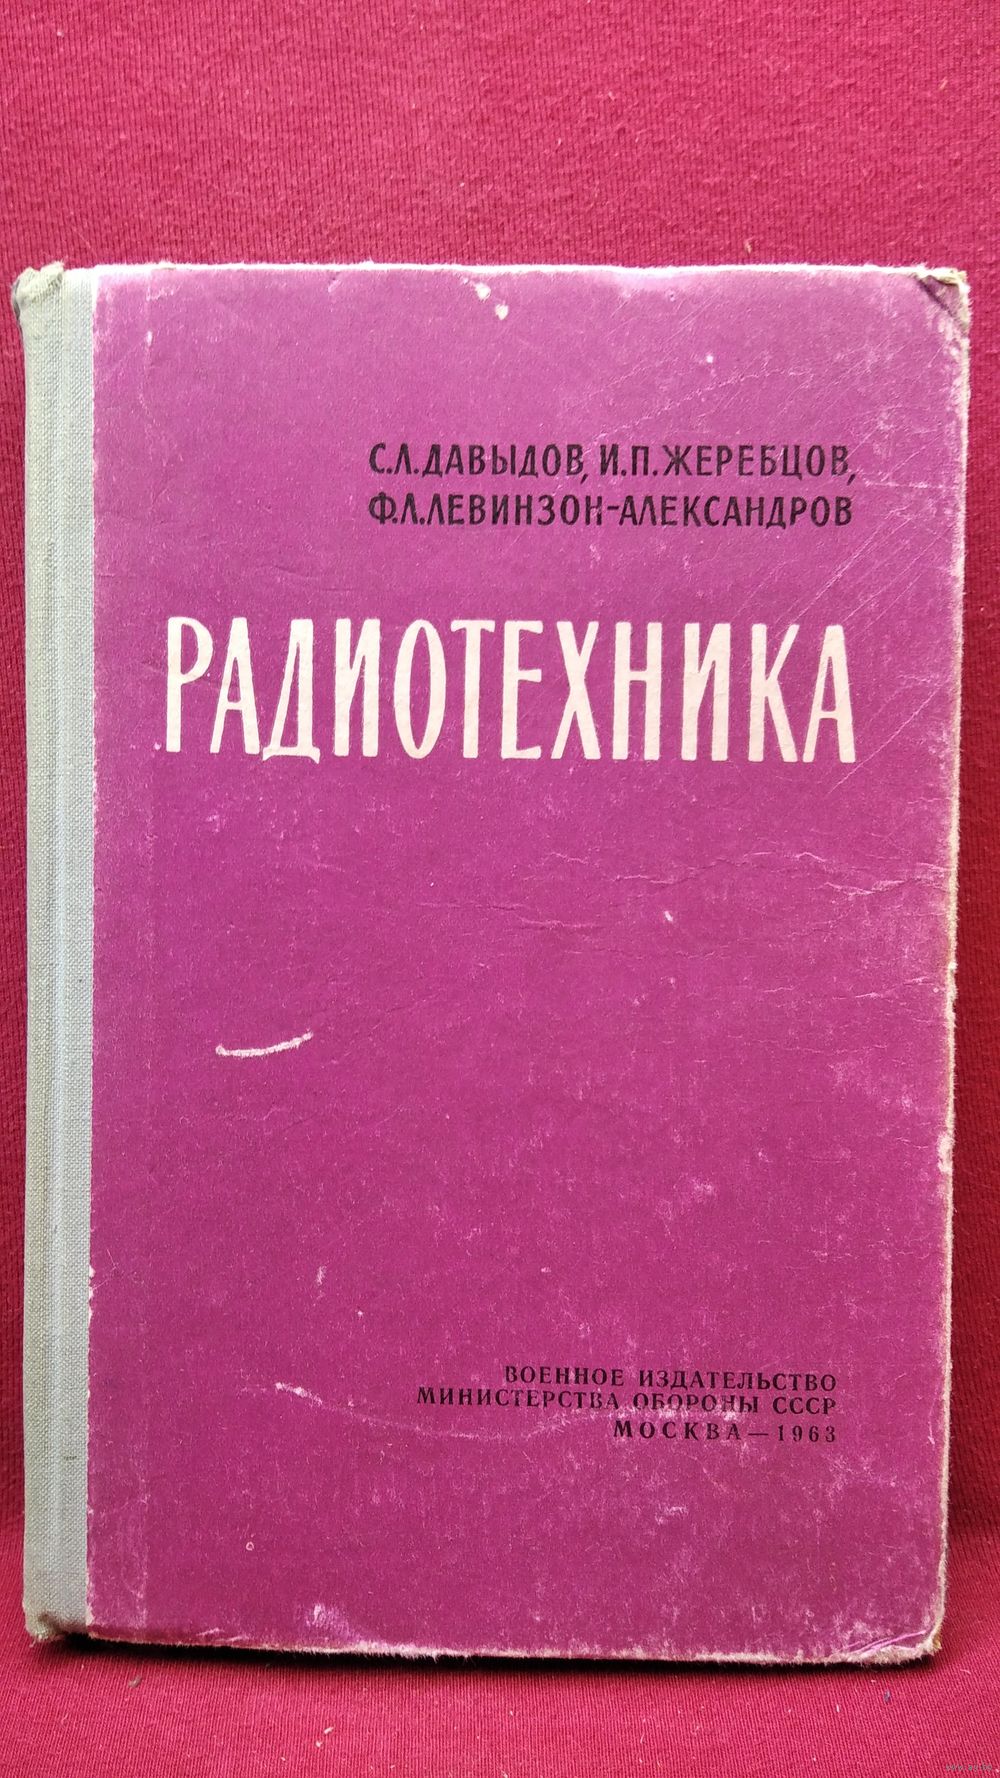 С.Л.ДАВЫДОВ, И.П.ЖЕРЕБЦОВ,
Ф.Л.ЛЕВИНЗОН-АЛЕКСАНДРОВ
РАДИОТЕХНИКА
ВОЕННОЕ ИЗДАТЕЛЬСТВО
МИНИСТЕРСТВА ОБОРОНЫ СССР
МОСКВА — 1963